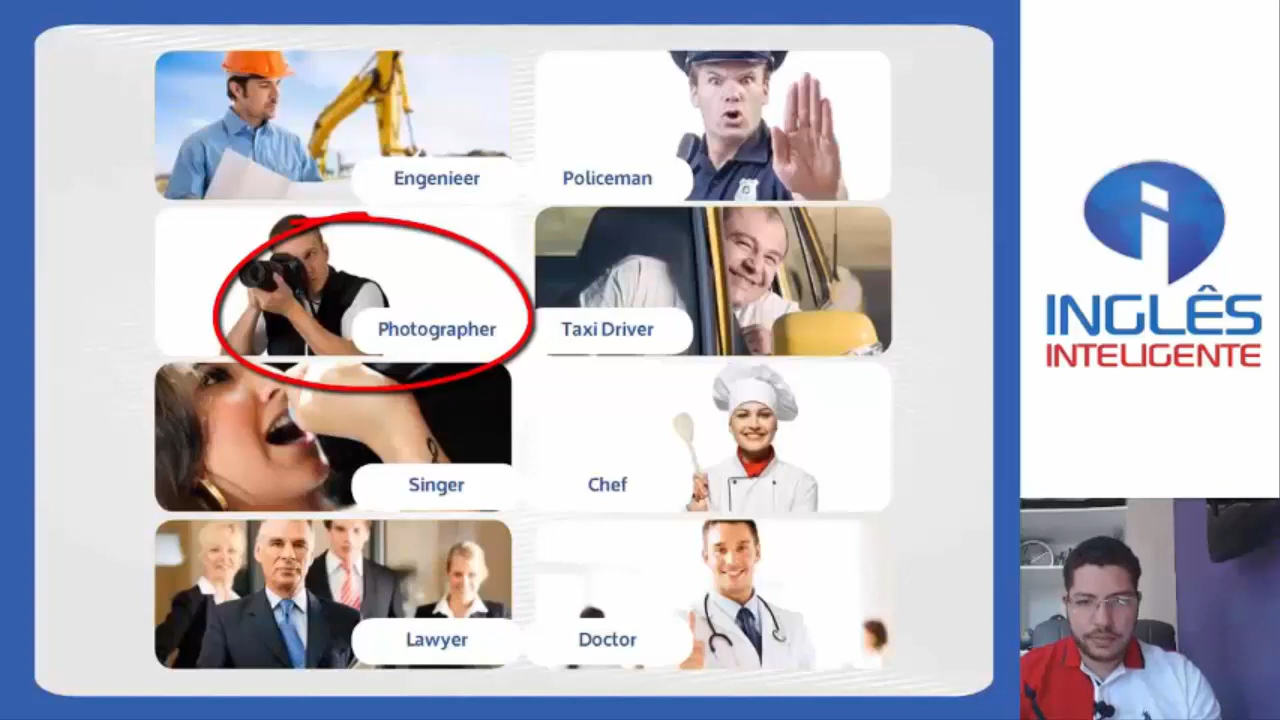 Engenieer
Policeman
Photographer
Taxi Driver
Singer
Chef
Lawyer
Doctor
INGLÊS
INTELIGENTE